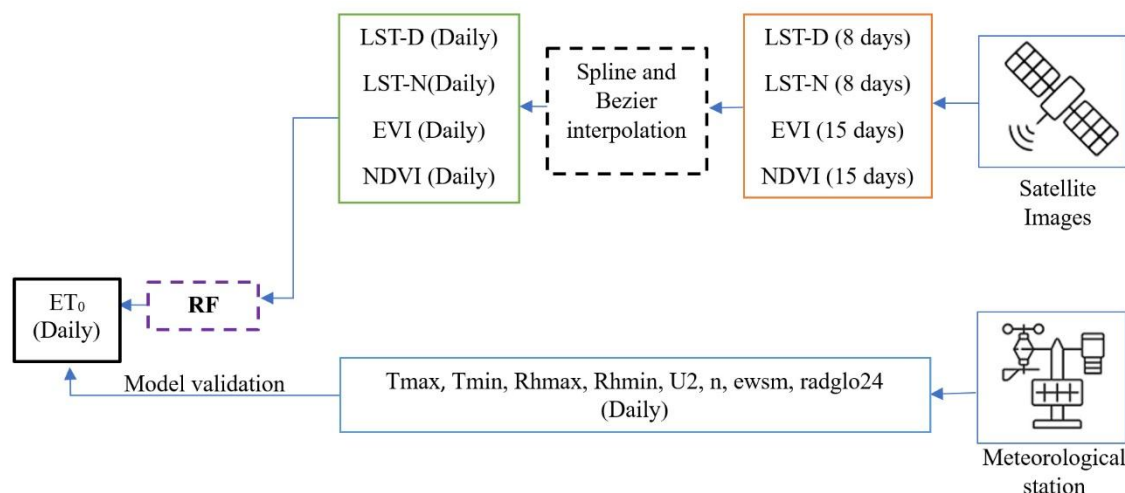 LST-D (Daily)
LST-N(Daily)
EVI (Daily)
NDVI (Daily)
Spline and
Bezier
interpolation
LST-D (8 days)
LST-N (8 days)
EVI (15 days)
NDVI (15 days)
Satellite
Images
ET₀
(Daily)
RF
Model validation
Tmax, Tmin, Rhmax, Rhmin, U2, n, ewsm, radglo24
(Daily)
Meteorological
station